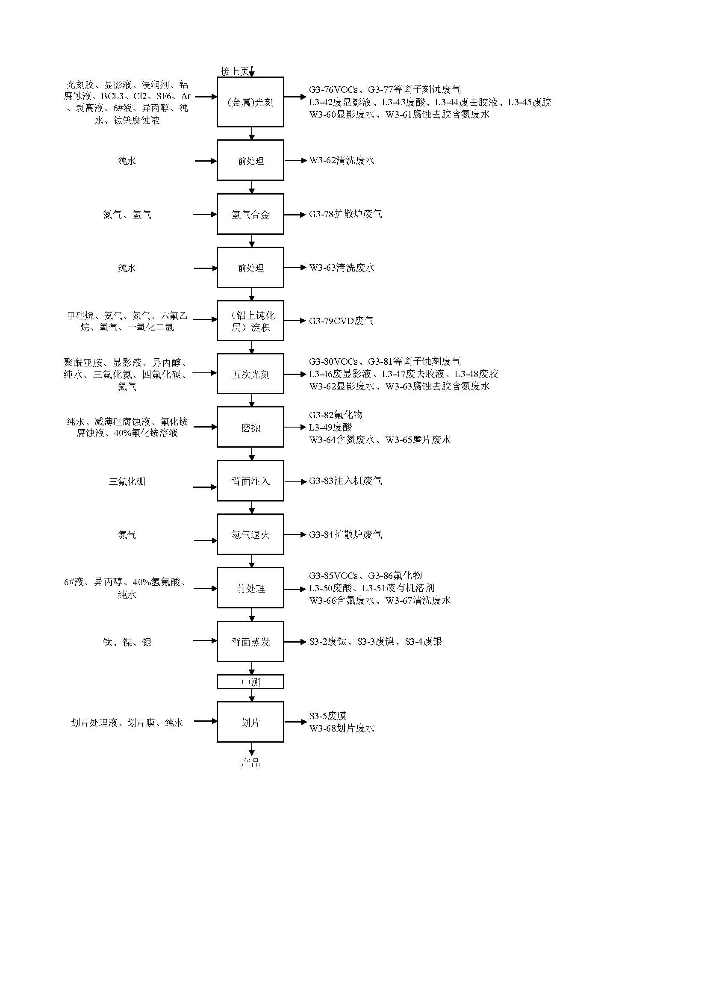 接上页
光刻胶、显影液、浸润剂、铝
腐蚀液、BCL3、Cl2、SF6、Ar
、剥离液、6#液、异丙醇、纯
水、钛钨腐蚀液
(金属)光刻
G3-76VOCs、G3-77等离子刻蚀废气
L3-42废显影液、L3-43废酸、L3-44废去胶液、L3-45废胶
W3-60显影废水、W3-61腐蚀去胶含氮废水
纯水
前处理
W3-62清洗废水
氮气、氢气
氢气合金
G3-78扩散炉废气
纯水
前处理
W3-63清洗废水
甲硅烷、氨气、氮气、六氟乙
烷、氧气、一氧化二氮
（铝上钝化
层）淀积
G3-79CVD废气
聚酰亚胺、显影液、异丙醇、
纯水、三氟化氮、四氟化碳、
氦气
五次光刻
G3-80VOCs、G3-81等离子蚀刻废气
L3-46废显影液、L3-47废去胶液、L3-48废胶
W3-62显影废水、W3-63腐蚀去胶含氮废水
纯水、减薄硅腐蚀液、氟化铵
腐蚀液、40%氟化铵溶液
磨抛
G3-82氟化物
L3-49废酸
W3-64含氮废水、W3-65磨片废水
三氟化硼
背面注入
G3-83注入机废气
氮气
氮气退火
G3-84扩散炉废气
6#液、异丙醇、40%氢氟酸、
纯水
前处理
G3-85VOCs、G3-86氟化物
L3-50废酸、L3-51废有机溶剂
W3-66含氟废水、W3-67清洗废水
钛、镍、银
背面蒸发
S3-2废钛、S3-3废镍、S3-4废银
中测
划片处理液、划片膜、纯水
划片
S3-5废膜
W3-68划片废水
产品